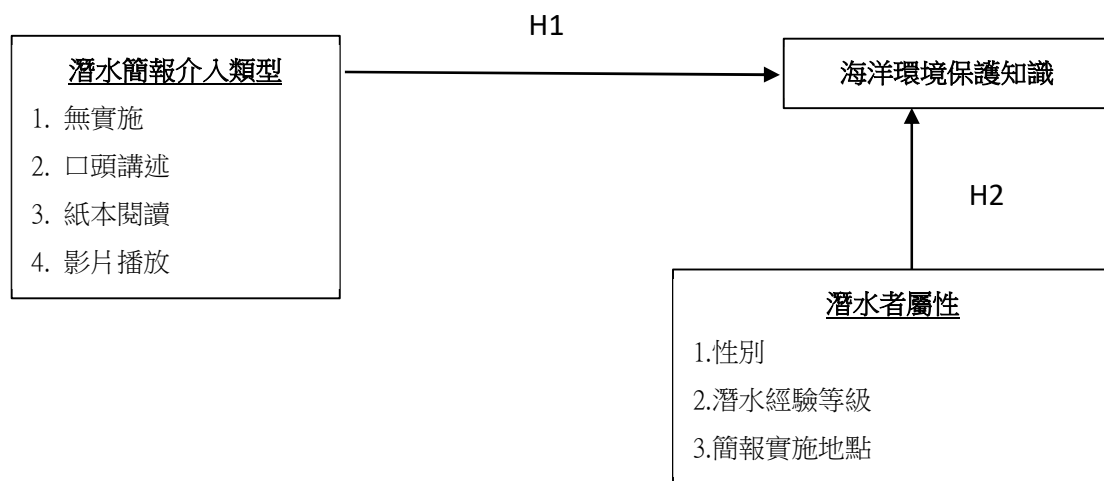 H1
潛水簡報介入類型
1. 無實施
2. 口頭講述
3. 紙本閱讀
4. 影片播放
海洋環境保護知識
H2
潛水者屬性
1.性別
2.潛水經驗等級
3.簡報實施地點